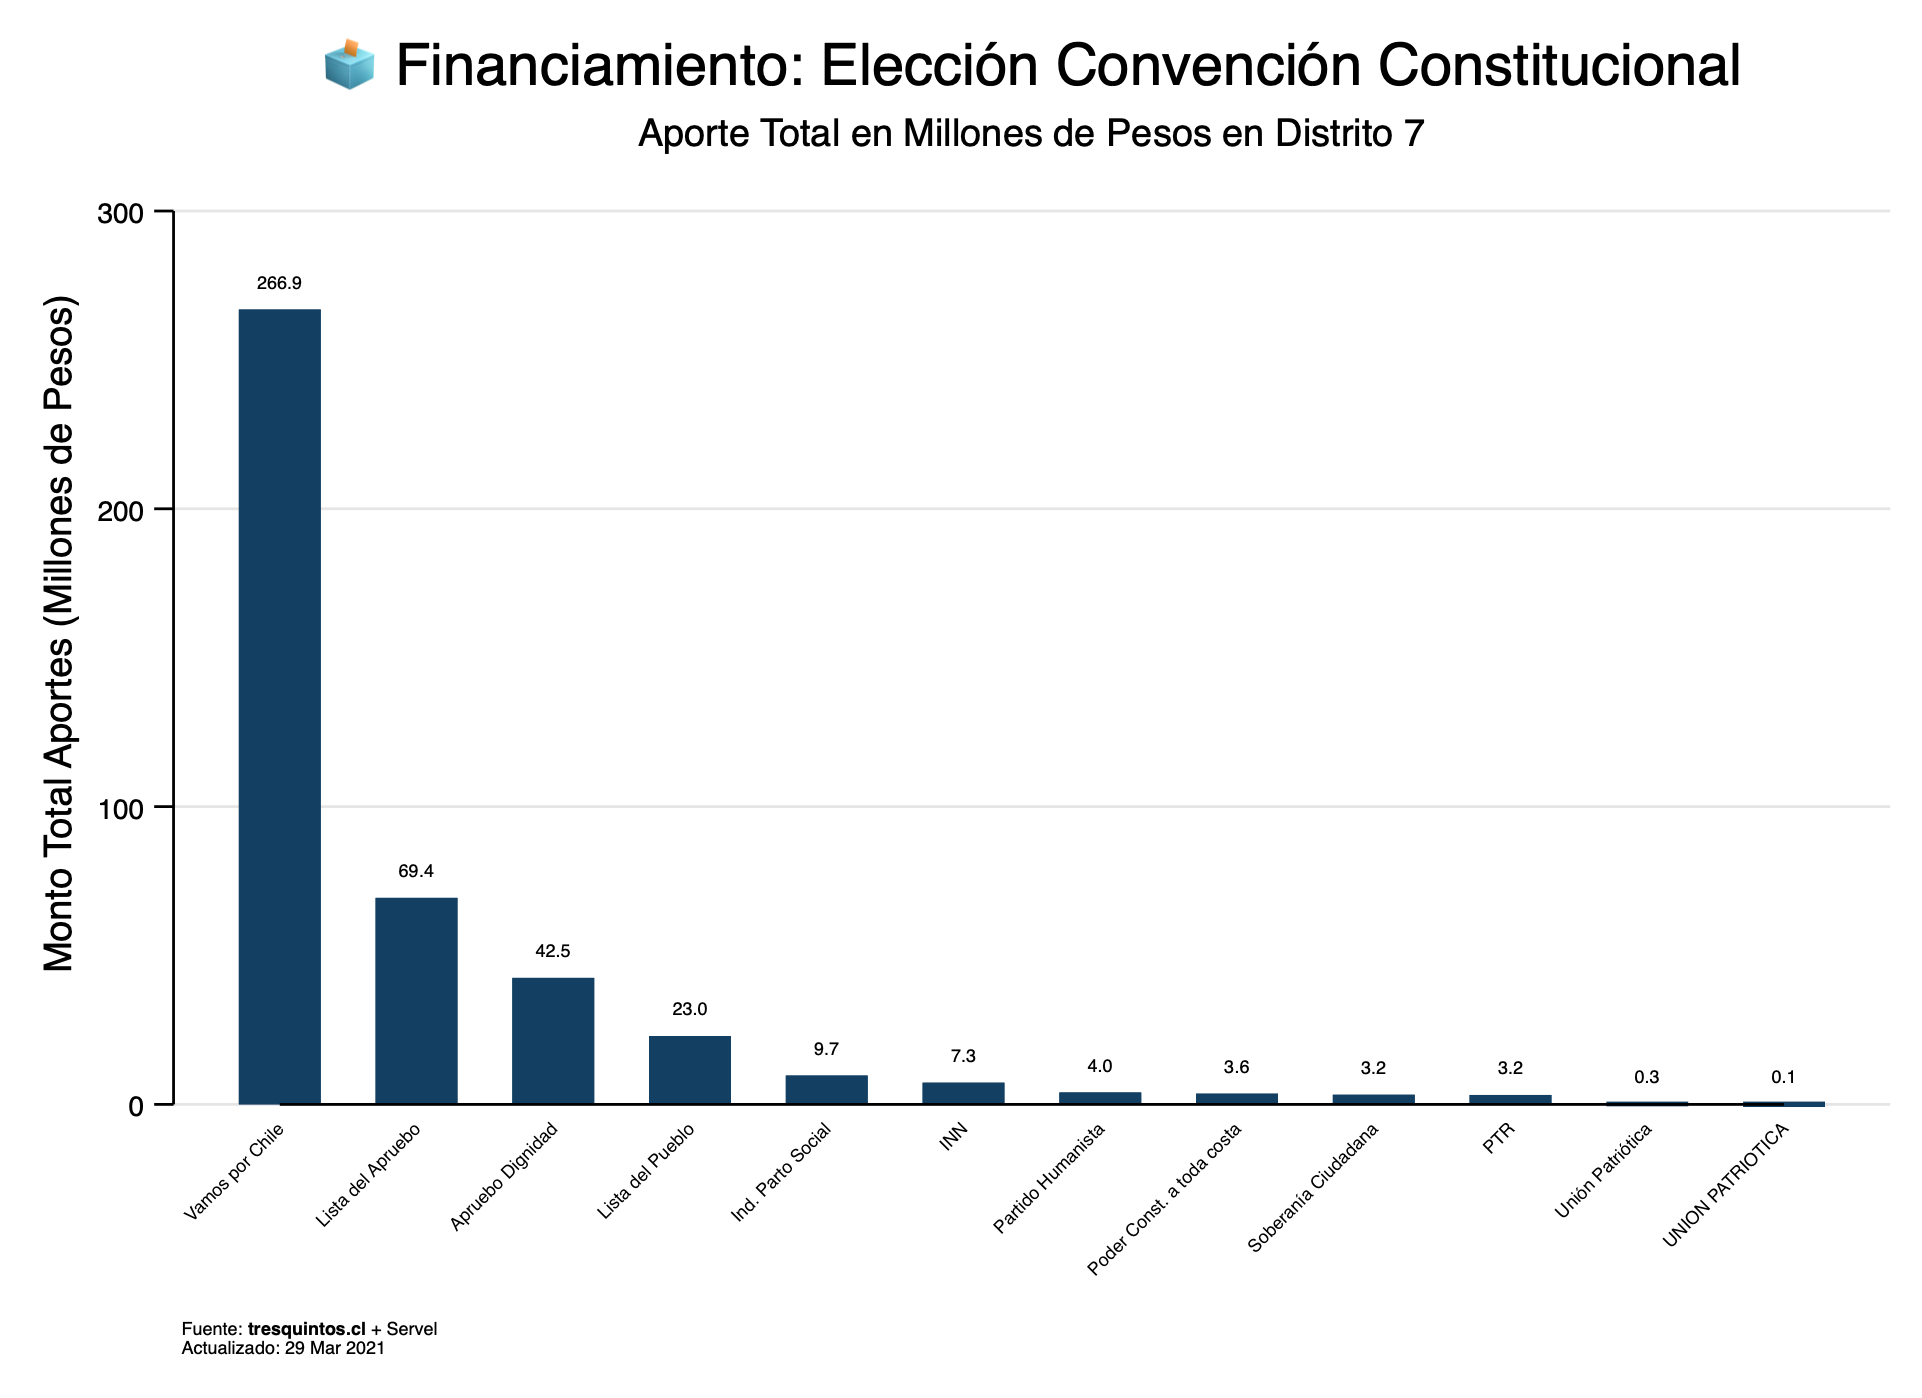 Financiamiento: Elección Convención Constitucional
Aporte Total en Millones de Pesos en Distrito 7
Monto Total Aportes (Millones de Pesos)
300
200
100
0
266.9
69.4
42.5
23.0
9.7
7.3
4.0
3.6
3.2
3.2
0.3
0.1
Vamos por Chile
Lista del Apruebo
Apruebo Dignidad
Lista del Pueblo
Ind. Parto Social
INN
Partido Humanista
Poder Const. a toda costa
Soberanía Ciudadana
PTR
Unión Patriótica
UNION PATRIOTICA
Fuente: tresquintos.cl + Servel
Actualizado: 29 Mar 2021